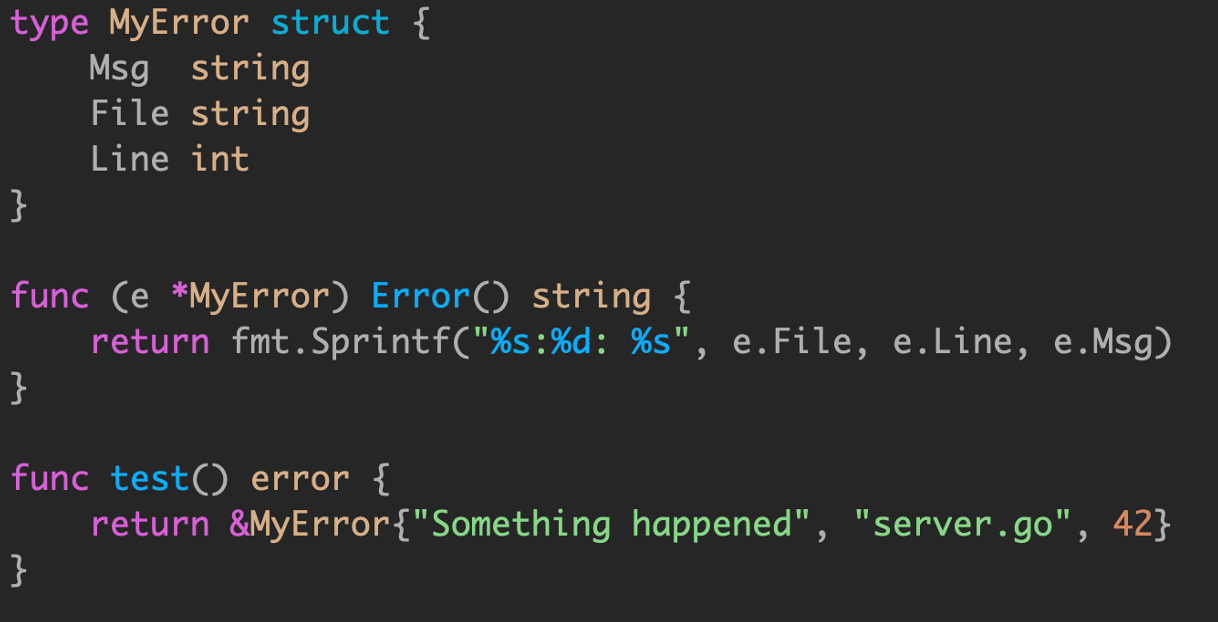 type MyError struct {
    Msg  string
    File string
    Line int
}

func (e *MyError) Error() string {
    return fmt.Sprintf("%s:%d: %s", e.File, e.Line, e.Msg)
}

func test() error {
    return &MyError{"Something happened", "server.go", 42}
}